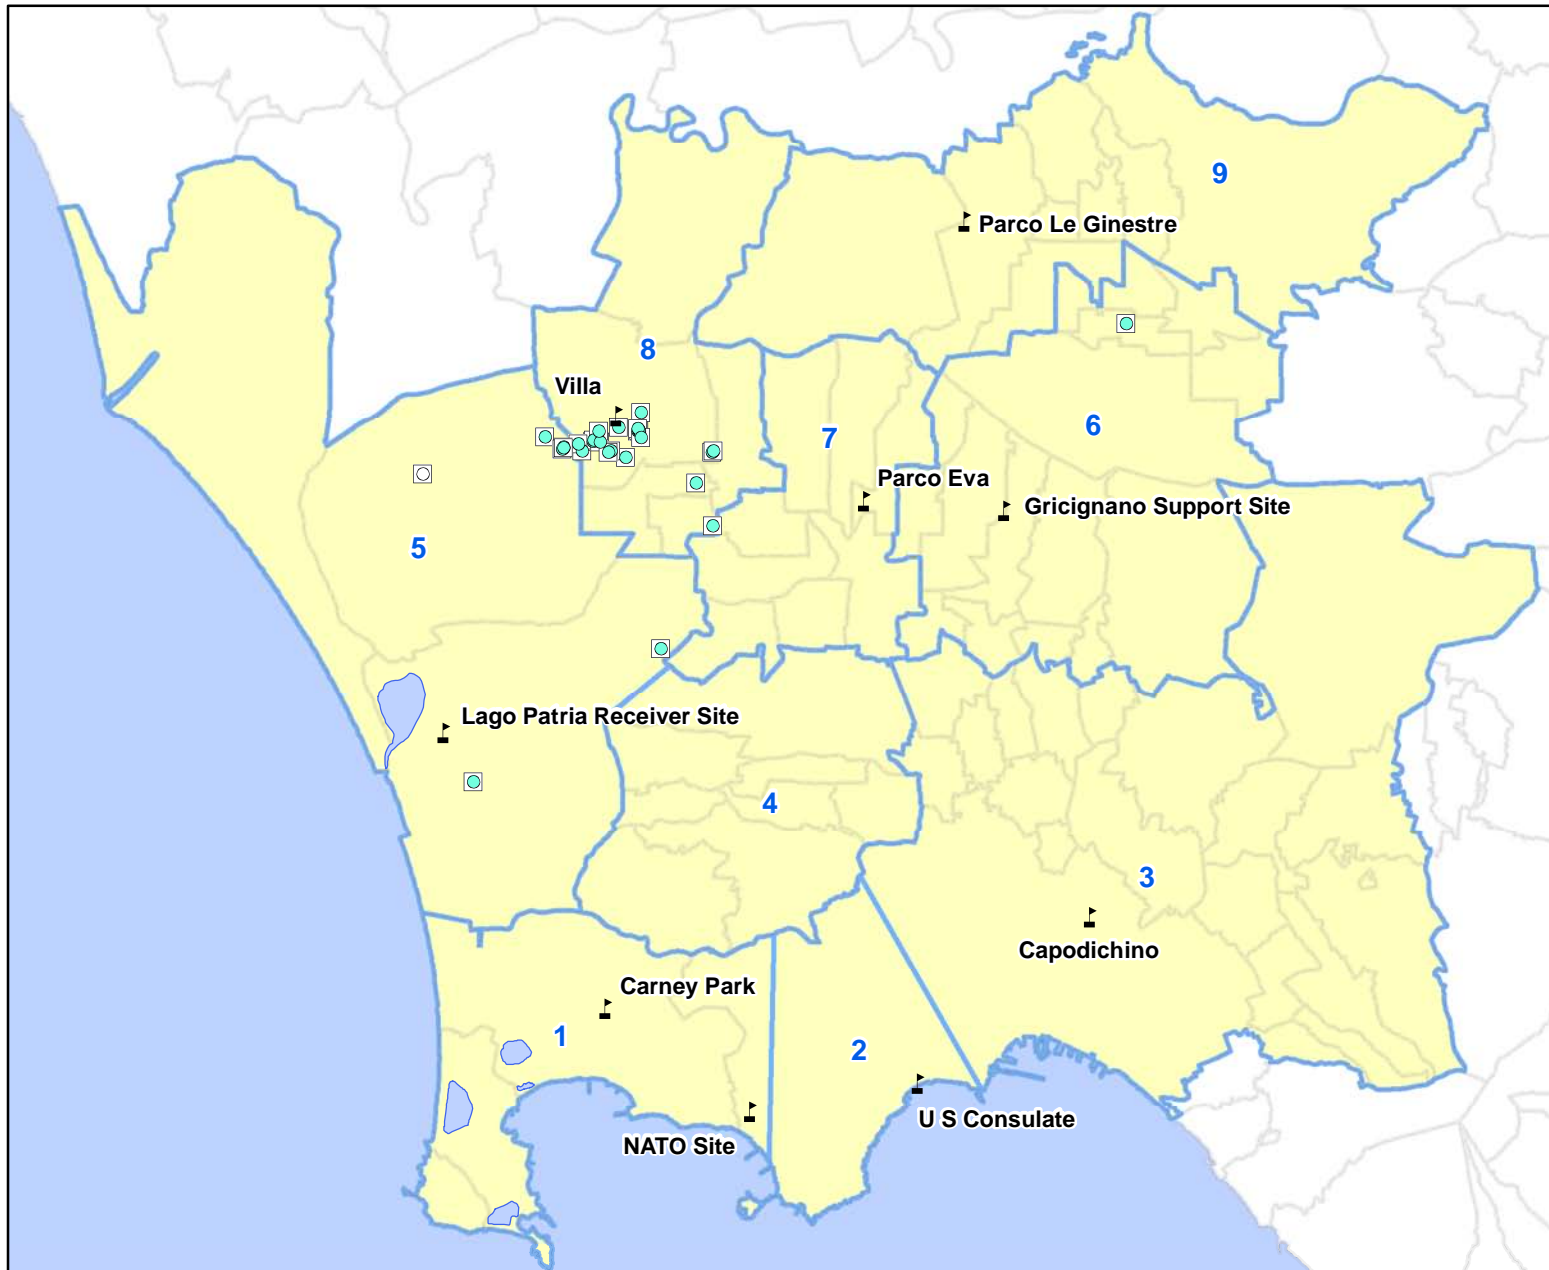 9
Parco Le Ginestre
8
Villa
7
6
Parco Eva
Gricignano Support Site
5
Lago Patria Receiver Site
4
3
Capodichino
Carney Park
1
2
U S Consulate
NATO Site